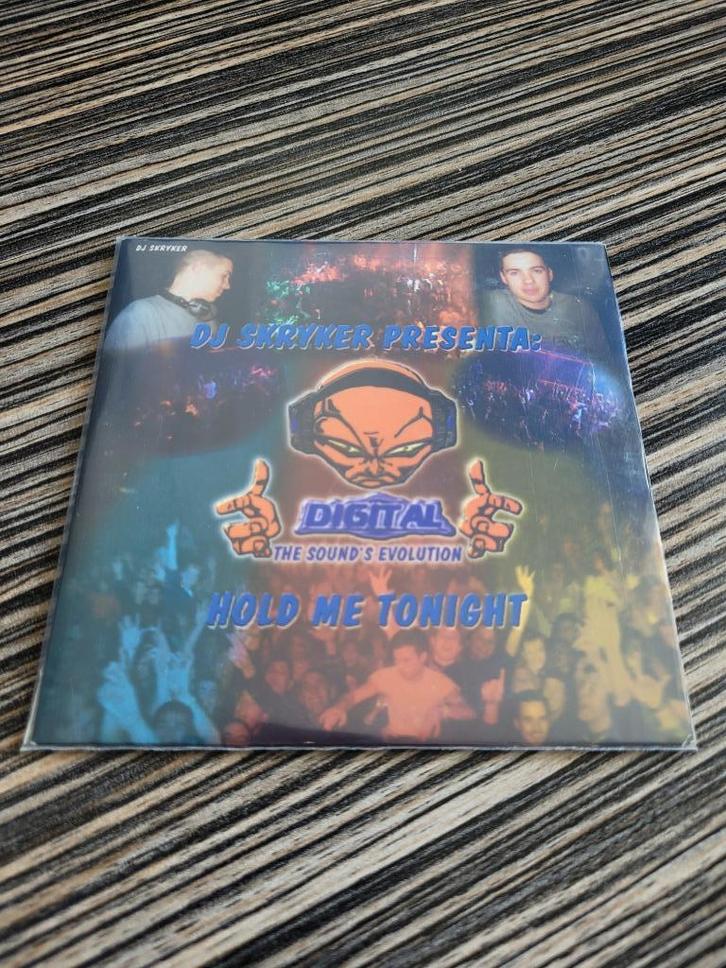 DJ SKRYKER
DJ SKRYKER PRESENTA:
DIGITAL
THE SOUND'S EVOLUTION
HOLD ME TONIGHT